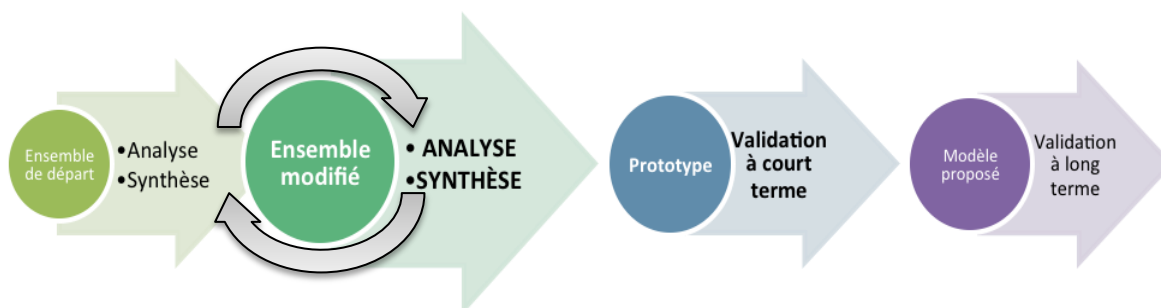 Ensemble
de départ
•Analyse
•Synthèse
Ensemble
modifié
• ANALYSE
•SYNTHÈSE
Prototype
Validation
à court
terme
Modèle
proposé
Validation
à long
terme